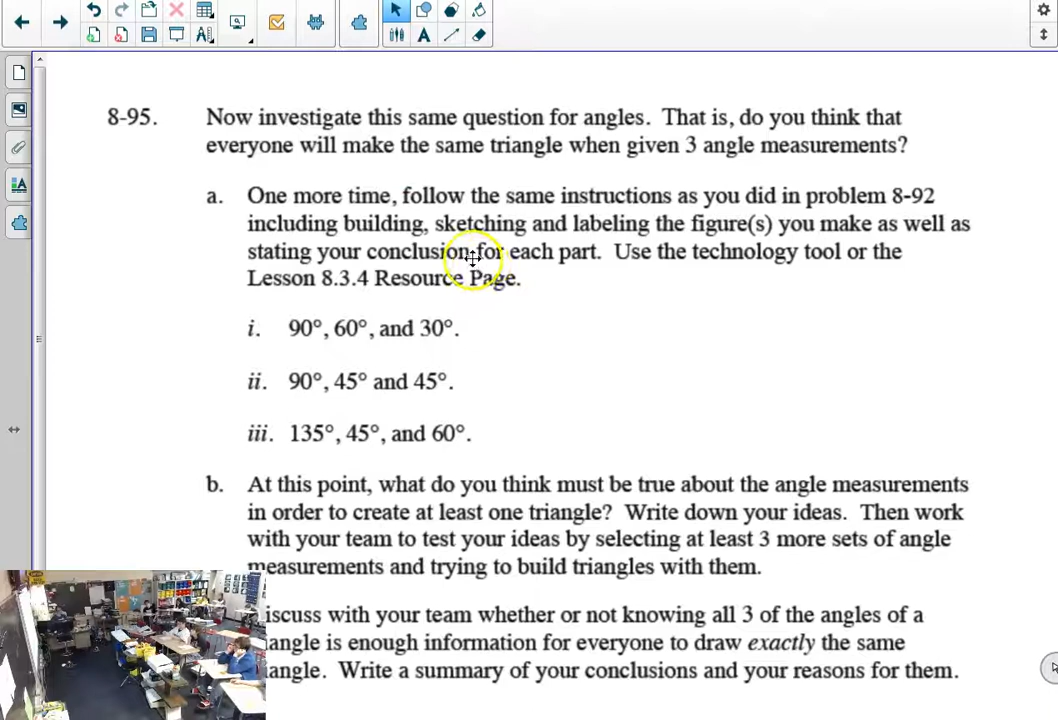 8-95. Now investigate this same question for angles. That is, do you think that
everyone will make the same triangle when given 3 angle measurements?
a. One more time, follow the same instructions as you did in problem 8-92
including building, sketching and labeling the figure(s) you make as well as
stating your conclusion for each part. Use the technology tool or the
Lesson 8.3.4 Resource Page.
i. 90°, 60°, and 30°.
ii. 90°, 45° and 45°.
iii. 135°, 45°, and 60°.
b. At this point, what do you think must be true about the angle measurements
in order to create at least one triangle? Write down your ideas. Then work
with your team to test your ideas by selecting at least 3 more sets of angle
measurements and trying to build triangles with them.
iscuss with your team whether or not knowing all 3 of the angles of a
iangle is enough information for everyone to draw exactly the same
iangle. Write a summary of your conclusions and your reasons for them.